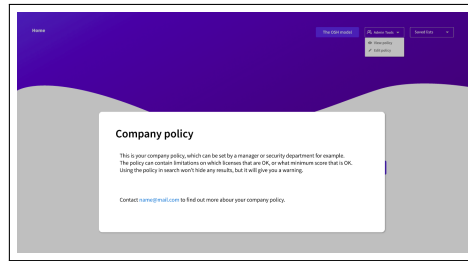 Home
The OSH model
Admin Tools
Saved lists
View policy
Edit policy
Company policy
This is your company policy, which can be set by a manager or security department for example.
The policy can contain limitations on which licenses that are OK, or what minimum score that is OK.
Using the policy in search won't hide any results, but it will give you a warning.
Contact name@mail.com to find out more about your company policy.